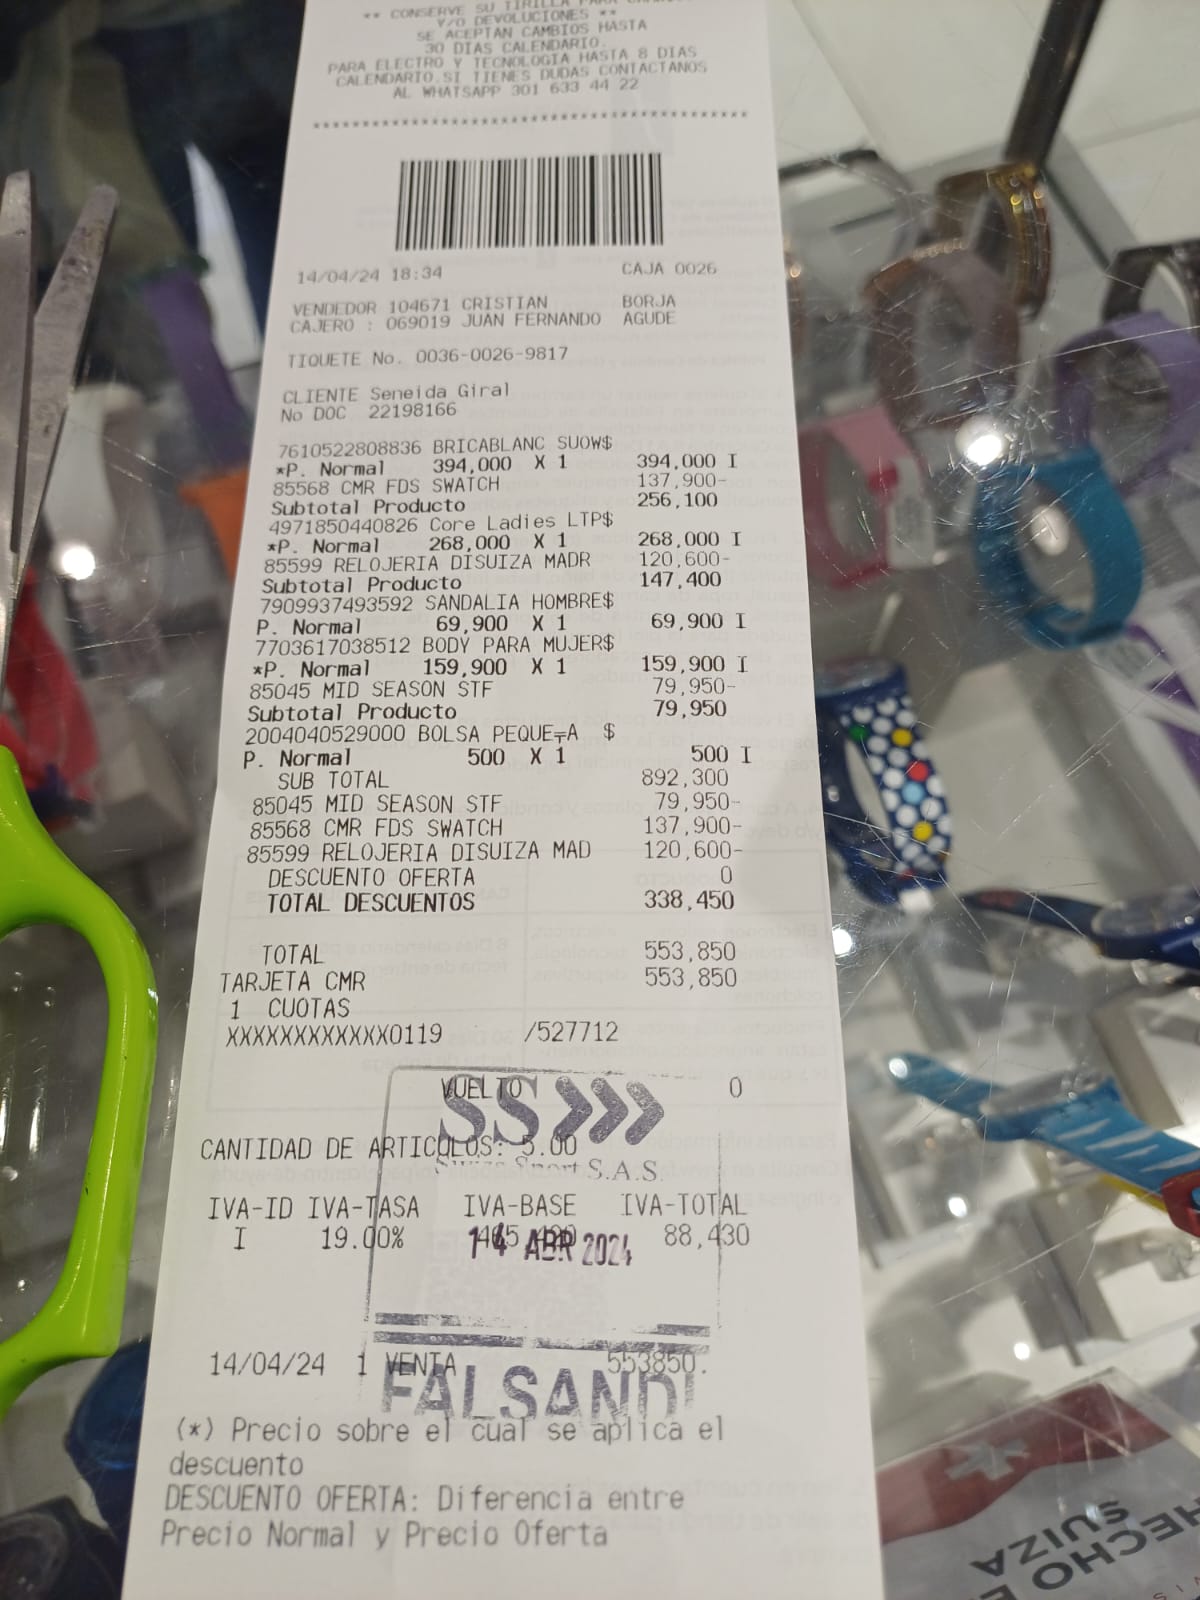 ** CONSERVE SU TIRILLA PARA
Y/O DEVOLUCIONES **
SE ACEPTAN CAMBIOS HASTA
30 DIAS CALENDARIO.
PARA ELECTRO Y TECNOLOGIA HASTA 8 DIAS
CALENDARIO.SI TIENES DUDAS CONTACTANOS
AL WHATSAPP 301 633 44 22
14/04/24 18:34 CAJA 0026
VENDEDOR 104671 CRISTIAN BORJA
CAJERO : 069019 JUAN FERNANDO AGUDE
TIQUETE No. 0036-0026-9817
CLIENTE Seneida Giral
No DOC 22198166
7610522808836 BRICABLANC SUOW$
*P. Normal 394,000 X 1 394,000 I
85568 CMR FDS SWATCH 137,900-
Subtotal Producto 256,100
4971850440826 Core Ladies LTP$
*P. Normal 268,000 X 1 268,000 I
85599 RELOJERIA DISUIZA MADR 120,600-
Subtotal Producto 147,400
7909937493592 SANDALIA HOMBRE$
P. Normal 69,900 X 1 69,900 I
7703617038512 BODY PARA MUJER$
*P. Normal 159,900 X 1 159,900 I
85045 MID SEASON STF 79,950-
Subtotal Producto 79,950
2004040529000 BOLSA PEQUE╤A $
P. Normal 500 X 1 500 I
SUB TOTAL 892,300
85045 MID SEASON STF 79,950-
85568 CMR FDS SWATCH 137,900-
85599 RELOJERIA DISUIZA MAD 120,600-
DESCUENTO OFERTA 0
TOTAL DESCUENTOS 338,450
TOTAL 553,850
TARJETA CMR 553,850
1 CUOTAS
XXXXXXXXXXXX0119 /527712
VUELTO 0
SS
CANTIDAD DE ARTICULOS: 5.00
Swiss Sport S.A.S.
IVA-ID IVA-TASA IVA-BASE IVA-TOTAL
I 19.00% 88,430
14 ABR 2024
14/04/24 1 VENTA 553850.
FALSAND
(*) Precio sobre el cual se aplica el
descuento
DESCUENTO OFERTA: Diferencia entre
Precio Normal y Precio Oferta
HECHO E
SUIZA